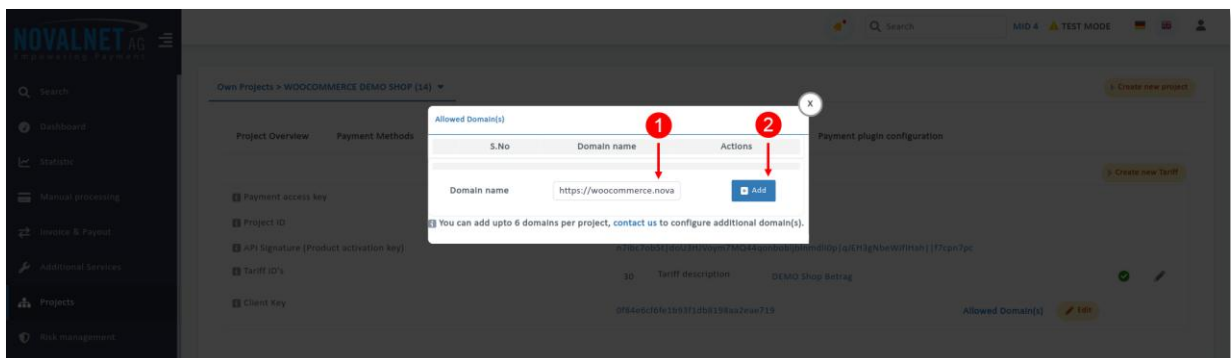 NOVALNET AG
Empowering Payment
Search
MID 4
TEST MODE
Search
Dashboard
Statistic
Manual processing
Invoice & Payout
Additional Services
Projects
Risk management
Own Projects > WOOCOMMERCE DEMO SHOP (14)
Create new project
Project Overview
Payment Methods
Payment plugin configuration
Create new Tariff
Allowed Domain(s)
X
1
2
S.No
Domain name
Actions
Domain name
https://woocommerce.nova
Add
You can add upto 6 domains per project, contact us to configure additional domain(s).
Payment access key
Project ID
API Signature (Product activation key)
Tariff ID's
30
Tariff description
DEMO Shop Betrag
Client Key
Allowed Domain(s)
Edit